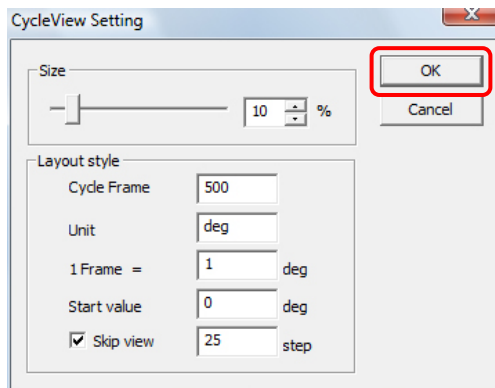 CycleView Setting
Size
10 %
OK
Cancel
Layout style
Cycle Frame 500
Unit deg
1 Frame = 1 deg
Start value 0 deg
Skip view 25 step